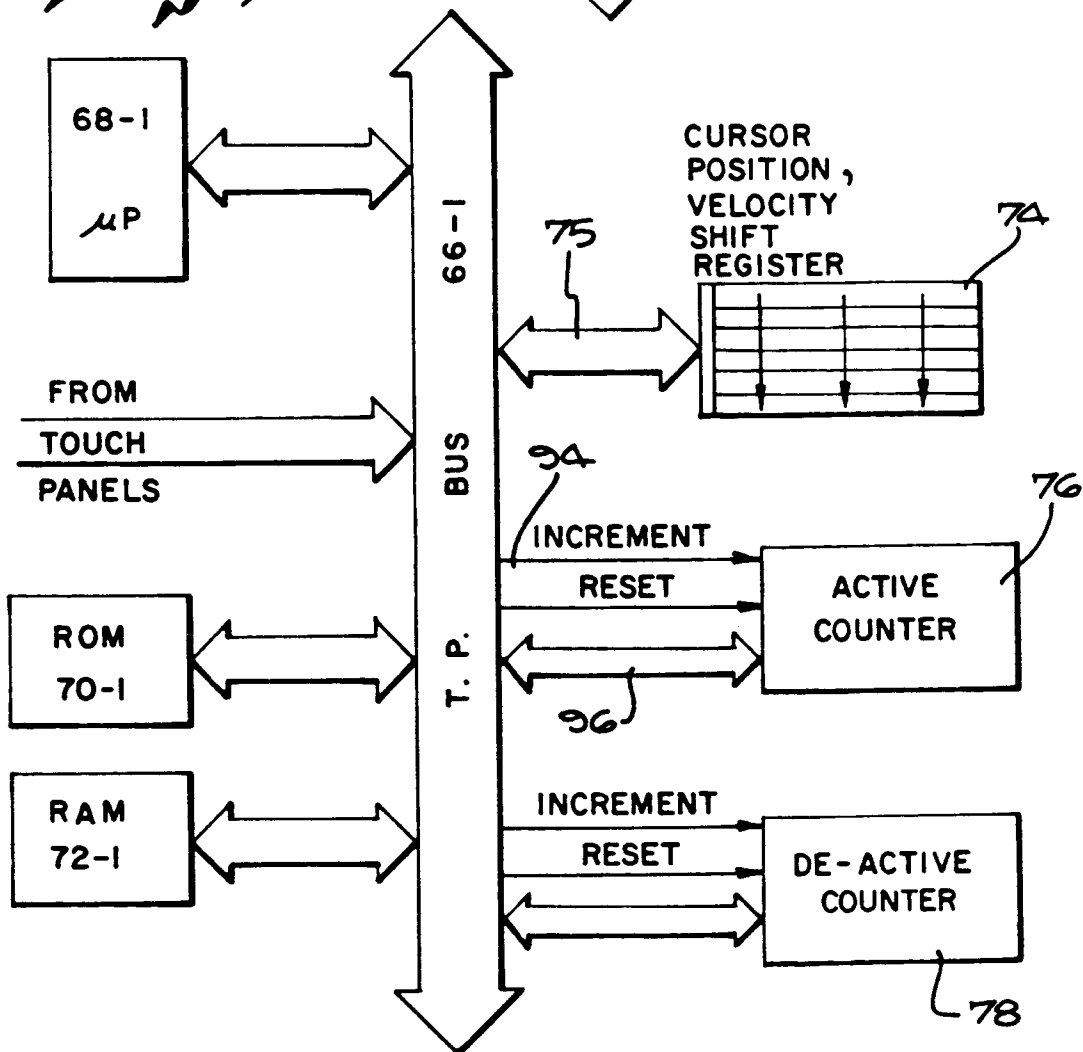 68-1
μP
CURSOR
POSITION,
VELOCITY
SHIFT
REGISTER
74
75
T. P. BUS 66-1
FROM
TOUCH
PANELS
94
INCREMENT
RESET
96
ACTIVE
COUNTER
76
ROM
70-1
RAM
72-1
INCREMENT
RESET
DE-ACTIVE
COUNTER
78